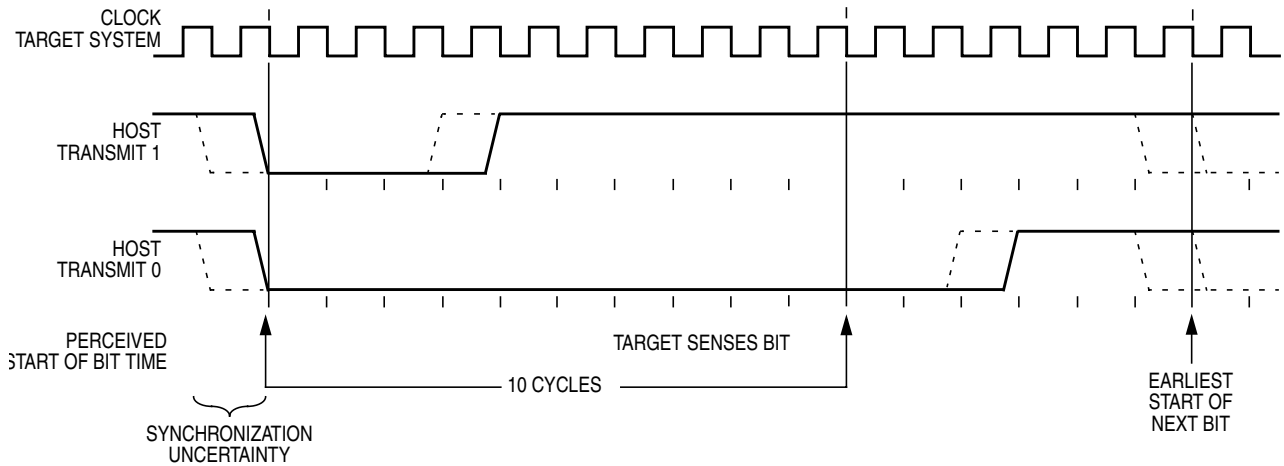 CLOCK
TARGET SYSTEM
HOST
TRANSMIT 1
HOST
TRANSMIT 0
PERCEIVED
START OF BIT TIME
TARGET SENSES BIT
10 CYCLES
EARLIEST
START OF
NEXT BIT
SYNCHRONIZATION
UNCERTAINTY